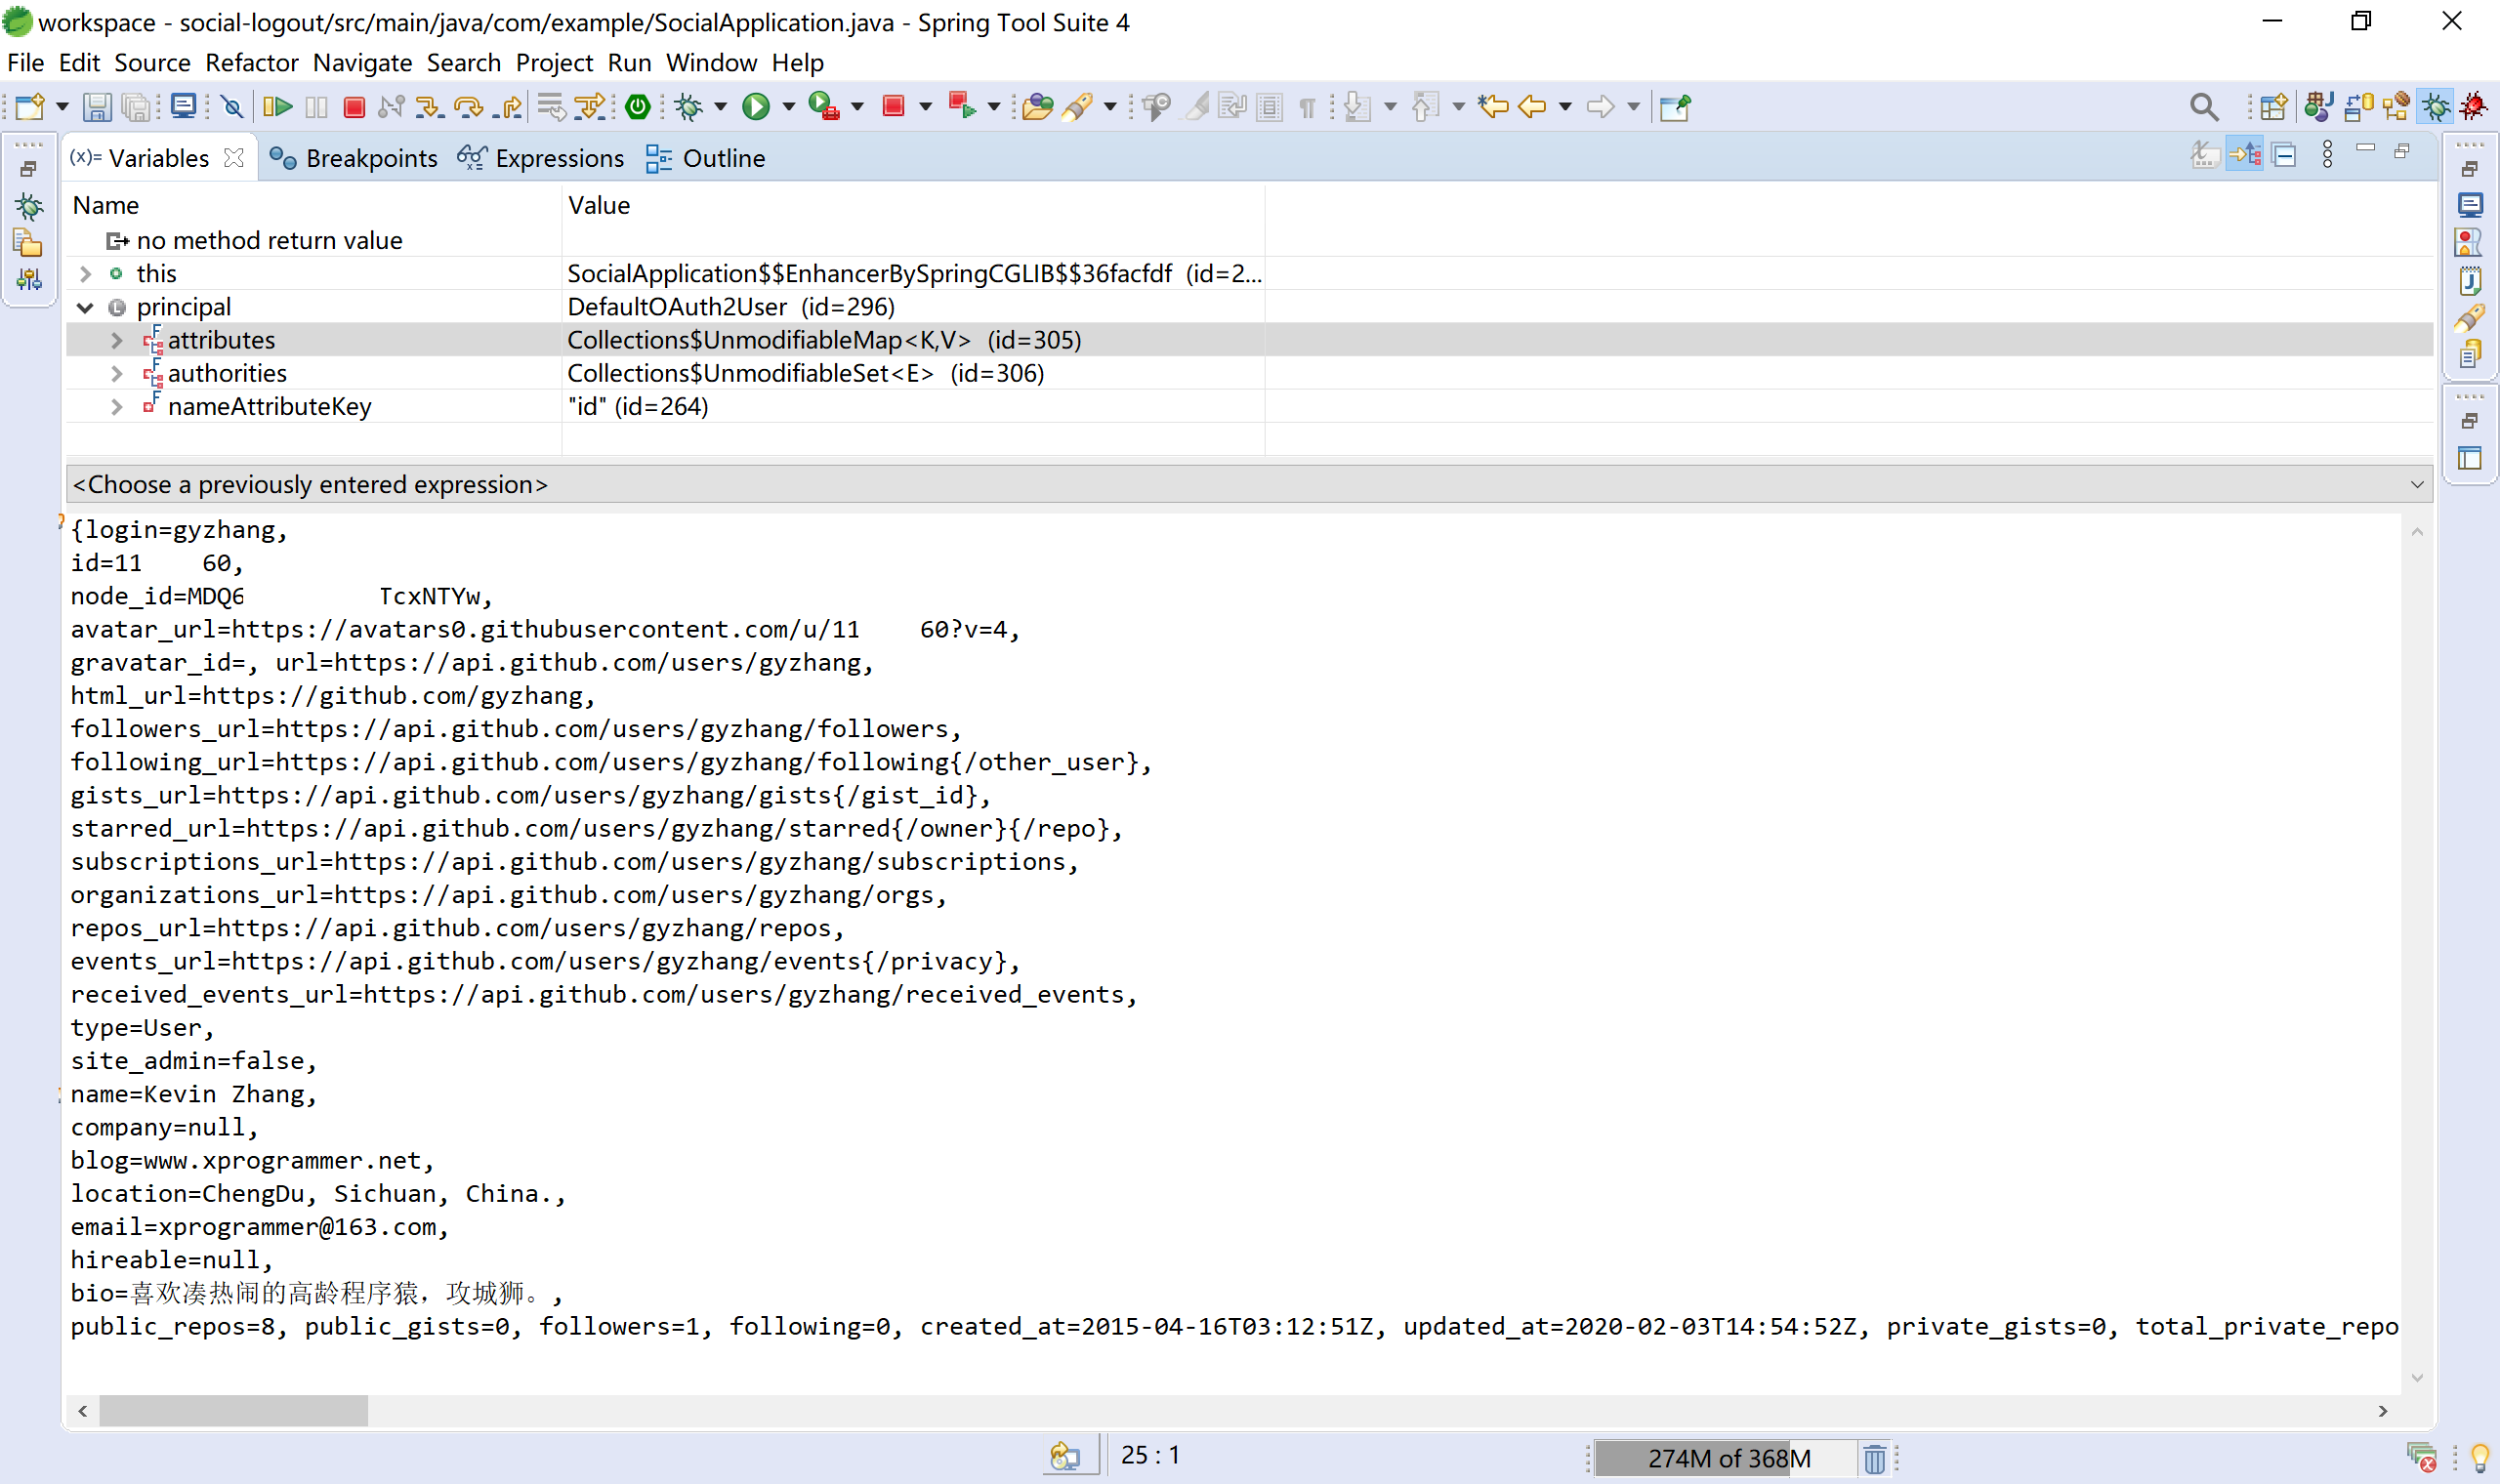 workspace - social-logout/src/main/java/com/example/SocialApplication.java - Spring Tool Suite 4
File Edit Source Refactor Navigate Search Project Run Window Help
(x)= Variables Breakpoints Expressions Outline
Name Value
no method return value
this SocialApplication$$EnhancerBySpringCGLIB$$36facfdf (id=2...
principal DefaultOAuth2User (id=296)
attributes Collections$UnmodifiableMap<K,V> (id=305)
authorities Collections$UnmodifiableSet<E> (id=306)
nameAttributeKey "id" (id=264)
<Choose a previously entered expression>
{login=gyzhang,
id=11 60,
node_id=MDQ6 TcxNTYw,
avatar_url=https://avatars0.githubusercontent.com/u/11 60?v=4,
gravatar_id=, url=https://api.github.com/users/gyzhang,
html_url=https://github.com/gyzhang,
followers_url=https://api.github.com/users/gyzhang/followers,
following_url=https://api.github.com/users/gyzhang/following{/other_user},
gists_url=https://api.github.com/users/gyzhang/gists{/gist_id},
starred_url=https://api.github.com/users/gyzhang/starred{/owner}{/repo},
subscriptions_url=https://api.github.com/users/gyzhang/subscriptions,
organizations_url=https://api.github.com/users/gyzhang/orgs,
repos_url=https://api.github.com/users/gyzhang/repos,
events_url=https://api.github.com/users/gyzhang/events{/privacy},
received_events_url=https://api.github.com/users/gyzhang/received_events,
type=User,
site_admin=false,
name=Kevin Zhang,
company=null,
blog=www.xprogrammer.net,
location=ChengDu, Sichuan, China.,
email=xprogrammer@163.com,
hireable=null,
bio=喜欢凑热闹的高龄程序猿，攻城狮。,
public_repos=8, public_gists=0, followers=1, following=0, created_at=2015-04-16T03:12:51Z, updated_at=2020-02-03T14:54:52Z, private_gists=0, total_private_repo
25 : 1
274M of 368M